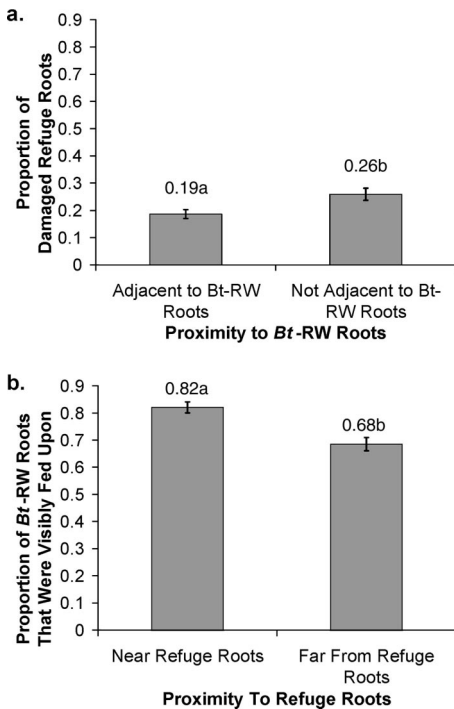 a.
Proportion of
Damaged Refuge Roots
0.9
0.8
0.7
0.6
0.5
0.4
0.3
0.2
0.1
0
0.19a
0.26b
Adjacent to Bt-RW
Roots
Not Adjacent to Bt-
RW Roots
Proximity to Bt-RW Roots
b.
Proportion of Bt-RW Roots
That Were Visibly Fed Upon
0.9
0.8
0.7
0.6
0.5
0.4
0.3
0.2
0.1
0
0.82a
0.68b
Near Refuge Roots
Far From Refuge
Roots
Proximity To Refuge Roots